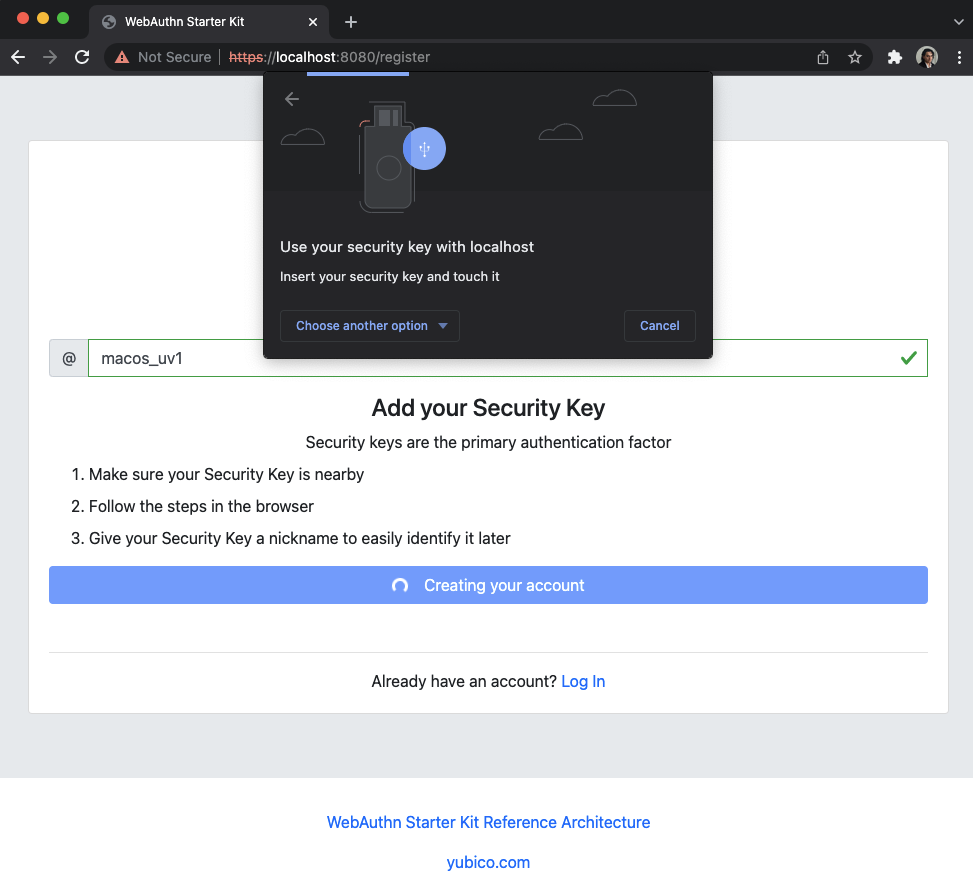 WebAuthn Starter Kit
Not Secure
https://localhost:8080/register
Use your security key with localhost
Insert your security key and touch it
Choose another option
Cancel
@ macos_uv1
Add your Security Key
Security keys are the primary authentication factor
1. Make sure your Security Key is nearby
2. Follow the steps in the browser
3. Give your Security Key a nickname to easily identify it later
Creating your account
Already have an account? Log In
WebAuthn Starter Kit Reference Architecture
yubico.com